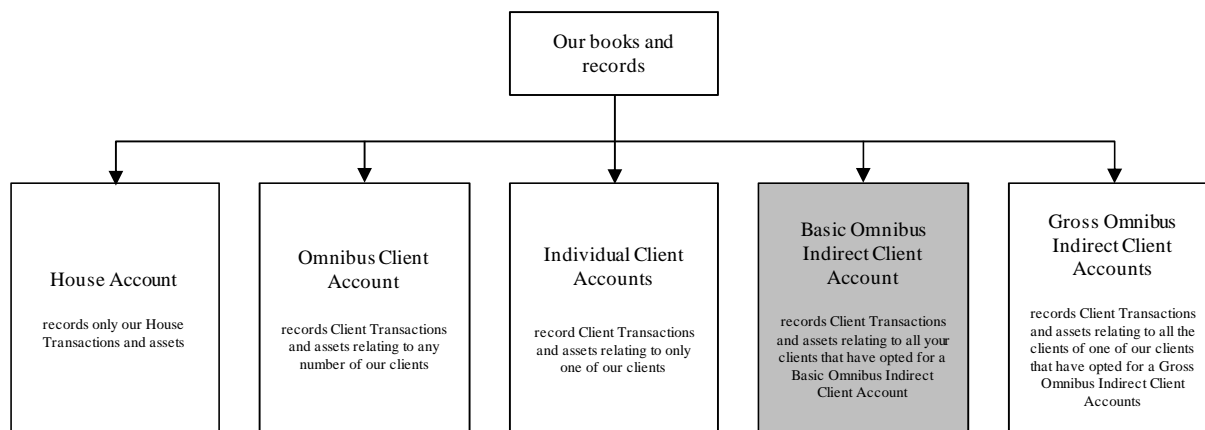 Our books and
records
House Account
records only our House
Transactions and assets
Omnibus Client
Account
records Client Transactions
and assets relating to any
number of our clients
Individual Client
Accounts
record Client Transactions
and assets relating to only
one of our clients
Basic Omnibus
Indirect Client
Account
records Client Transactions
and assets relating to all your
clients that have opted for a
Basic Omnibus Indirect
Client Account
Gross Omnibus
Indirect Client
Accounts
records Client Transactions
and assets relating to all the
clients of one of our clients
that have opted for a Gross
Omnibus Indirect Client
Accounts